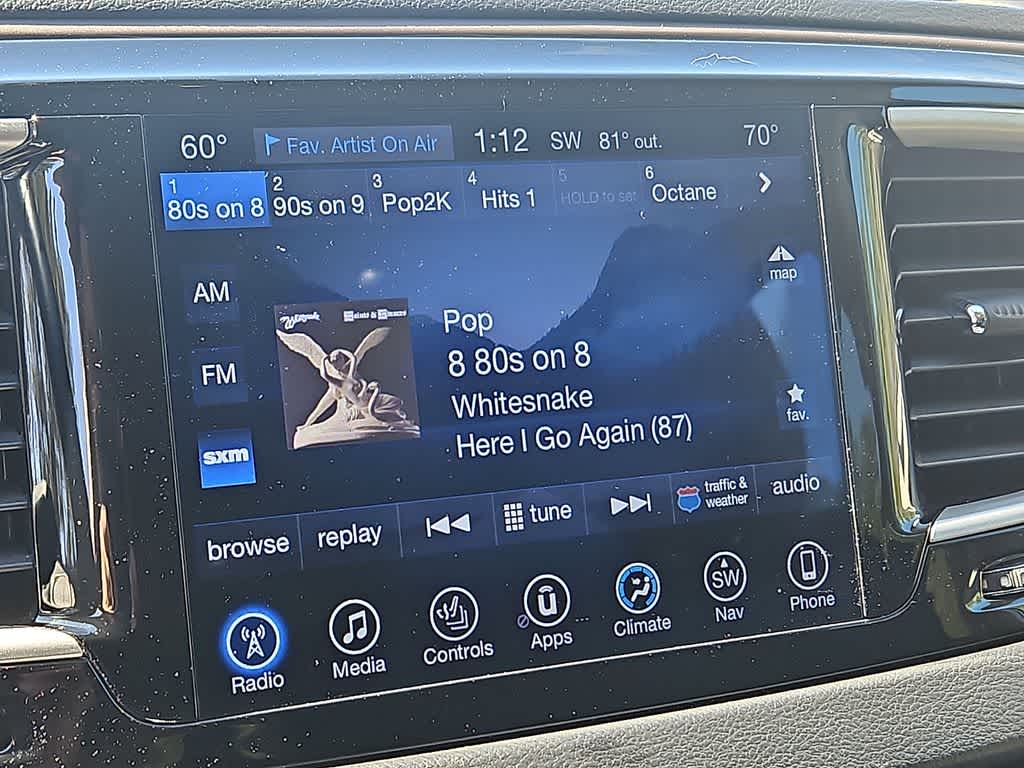 60° Fav. Artist On Air 1:12 SW 81° out. 70°
1 2 3 4 5 6
80s on 8 90s on 9 Pop2K Hits 1 HOLD to set Octane
map
AM
FM
sxm
Pop
8 80s on 8
Whitesnake
Here I Go Again (87)
fav.
browse replay tune traffic & weather audio
SW
Radio Media Controls Apps Climate Nav Phone